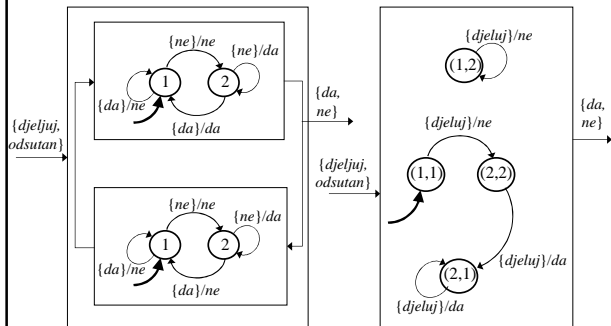 {djeljuj,
odsutan}
{ne}/ne
{ne}/da
1
2
{da}/ne
{da}/da
{ne}/ne
{ne}/da
1
2
{da}/ne
{da}/ne
{da,
ne}
{djeljuj,
odsutan}
{djeluj}/ne
(1,2)
{djeluj}/ne
(1,1)
(2,2)
{djeluj}/da
(2,1)
{djeluj}/da
{da,
ne}